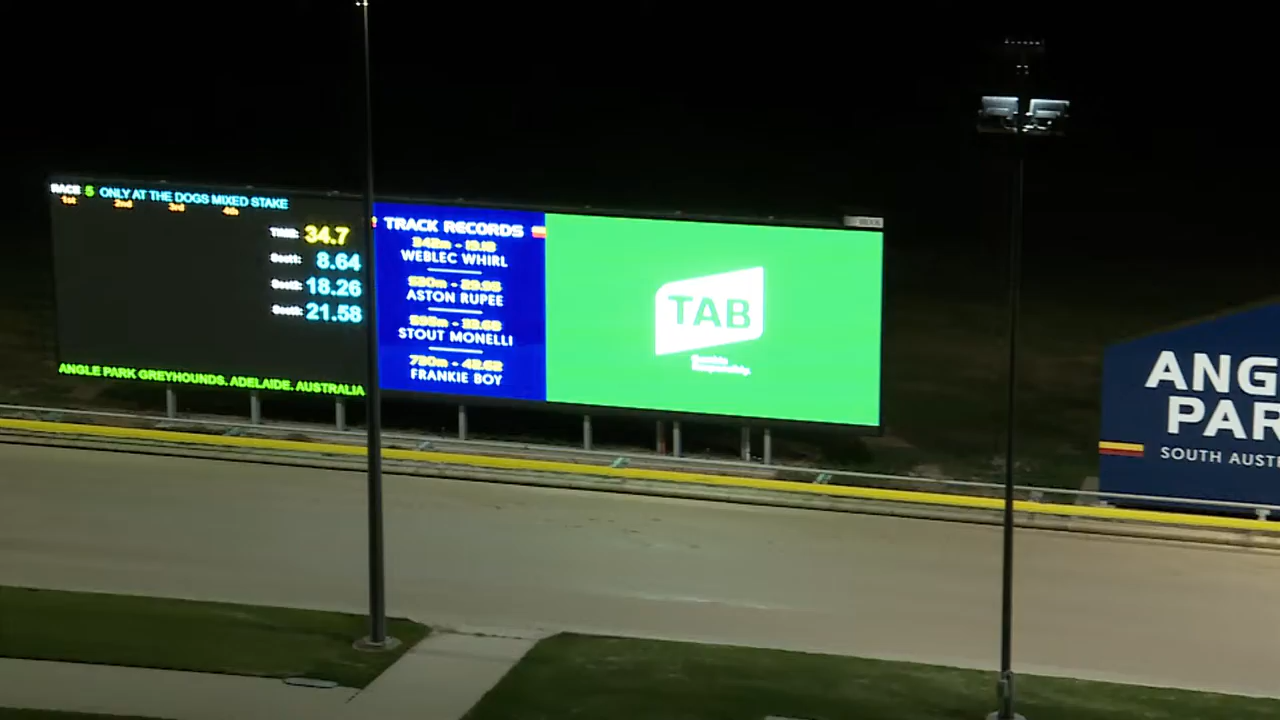 RACE 5 ONLY AT THE DOGS MIXED STAKE
1st 2nd 3rd 4th
TIME: 34.7
8.64
18.26
21.58
ANGLE PARK GREYHOUNDS. ADELAIDE. AUSTRALIA
TRACK RECORDS
WEBLEC WHIRL
ASTON RUPEE
STOUT MONELLI
FRANKIE BOY
TAB
ANG
PAR
SOUTH AUST